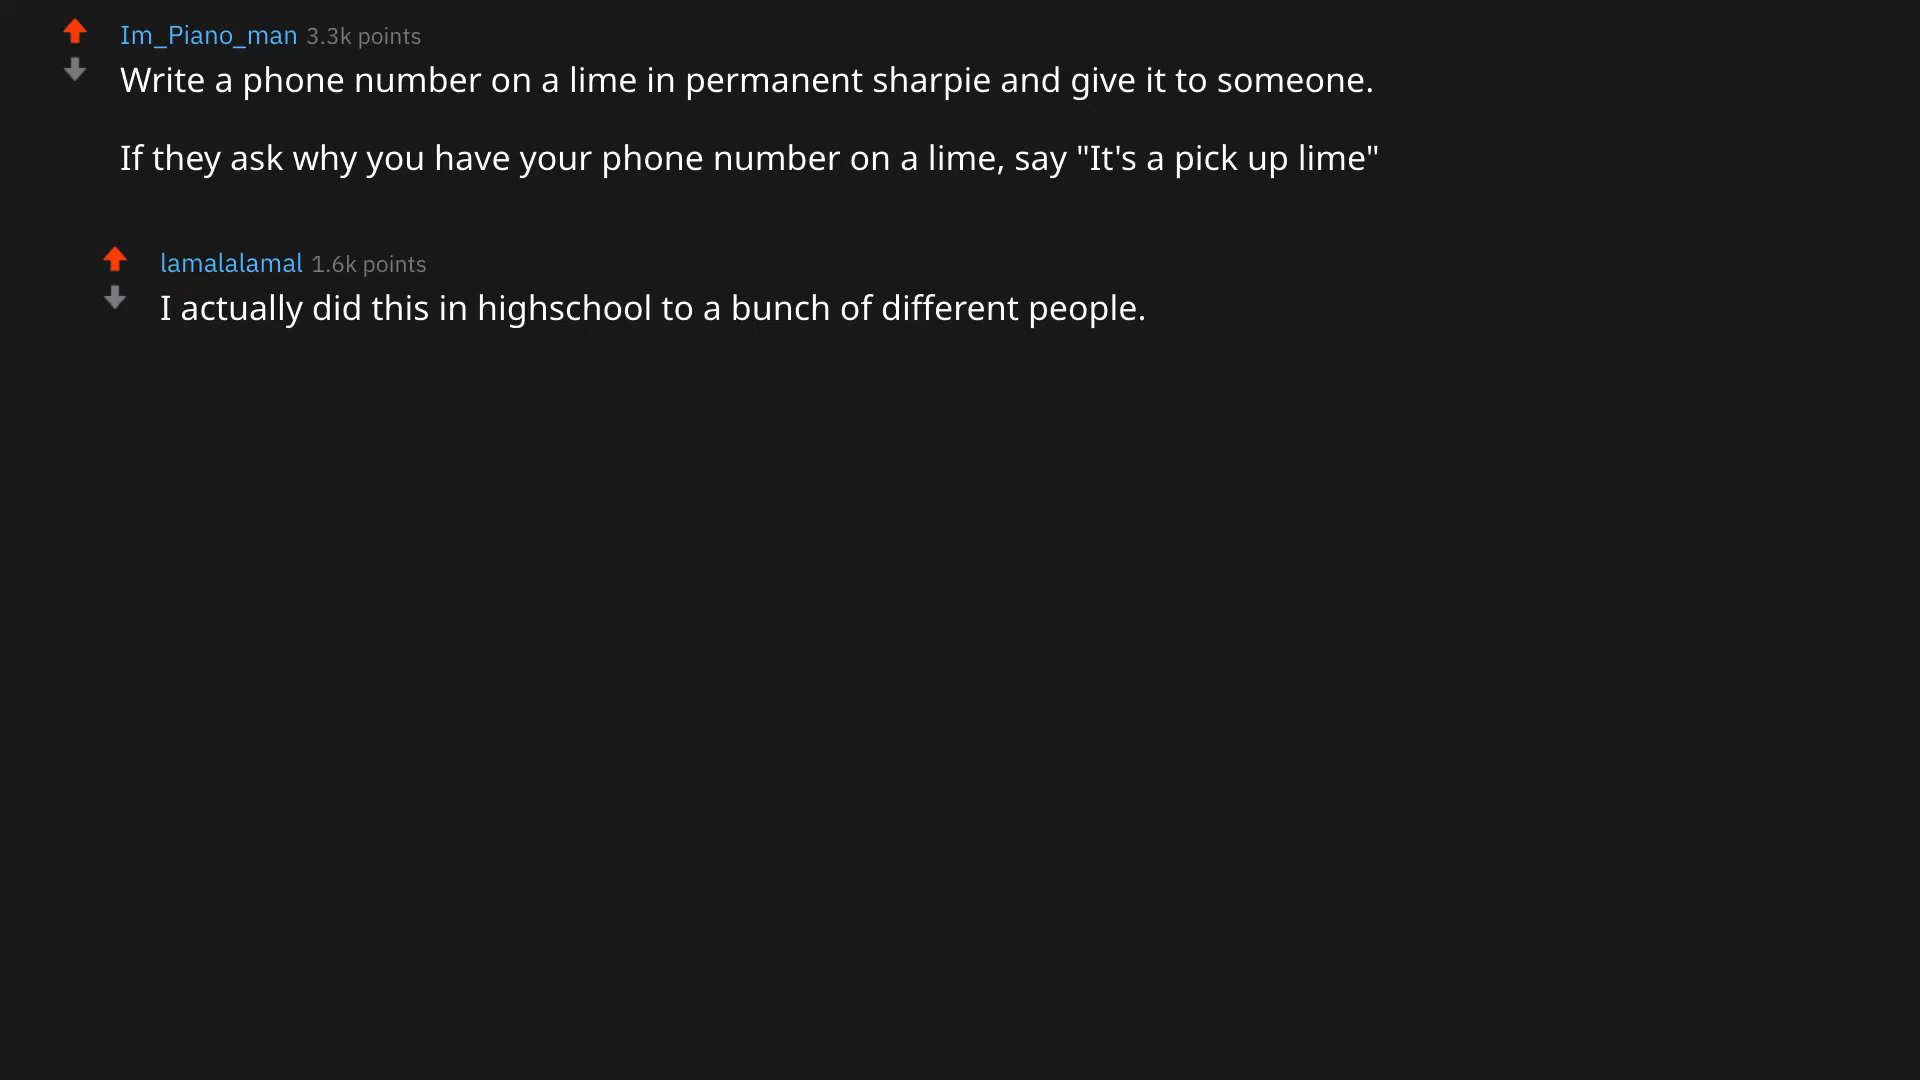 Im_Piano_man 3.3k points
Write a phone number on a lime in permanent sharpie and give it to someone.
If they ask why you have your phone number on a lime, say "It's a pick up lime"
lamalalamal 1.6k points
I actually did this in highschool to a bunch of different people.